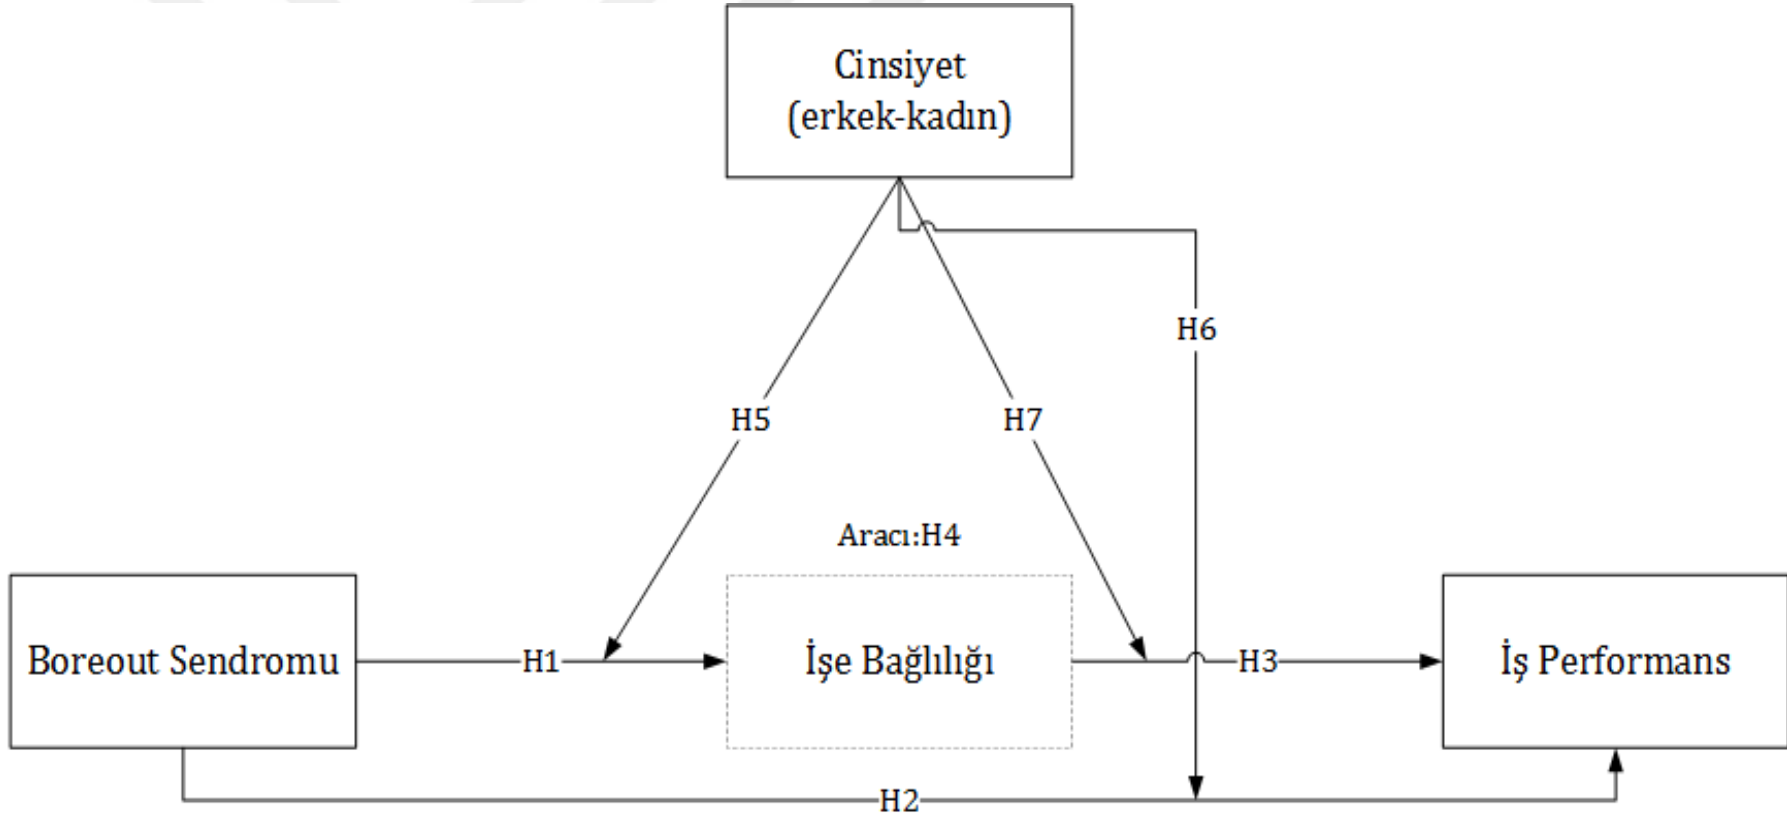 Cinsiyet
(erkek-kadın)
H6
H5
H7
Aracı:H4
Boreout Sendromu
H1
İşe Bağlılığı
H3
İş Performans
H2